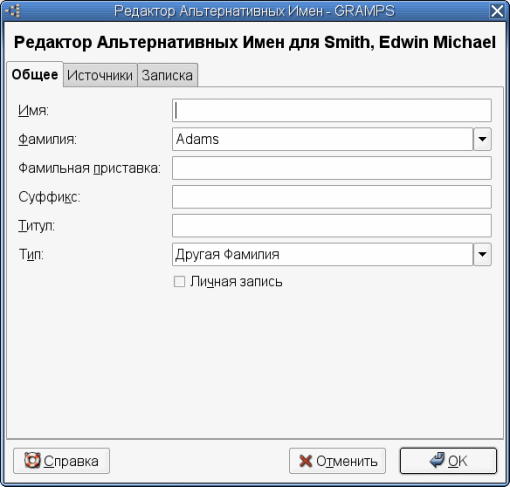 Редактор Альтернативных Имен - GRAMPS
Редактор Альтернативных Имен для Smith, Edwin Michael
Общее Источники Записка
Имя:
Фамилия: Adams
Фамильная приставка:
Суффикс:
Титул:
Тип: Другая Фамилия
Личная запись
Справка Отменить OK